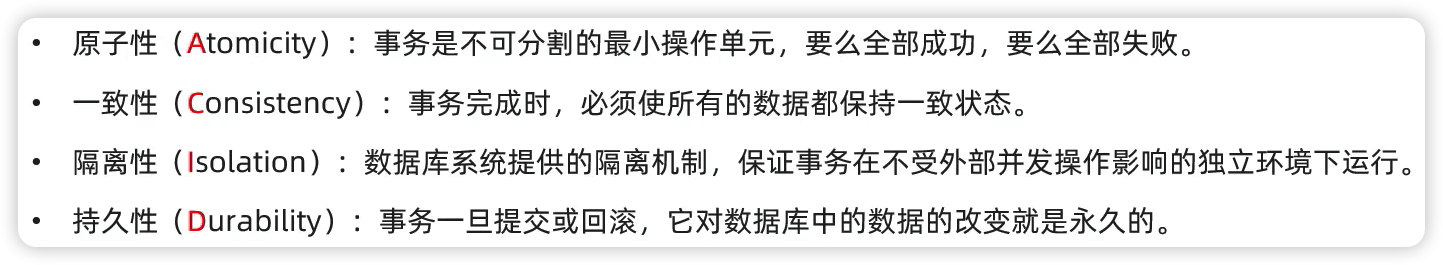 • 原子性（Atomicity）：事务是不可分割的最小操作单元，要么全部成功，要么全部失败。
• 一致性（Consistency）：事务完成时，必须使所有的数据都保持一致状态。
• 隔离性（Isolation）：数据库系统提供的隔离机制，保证事务在不受外部并发操作影响的独立环境下运行。
• 持久性（Durability）：事务一旦提交或回滚，它对数据库中的数据的改变就是永久的。